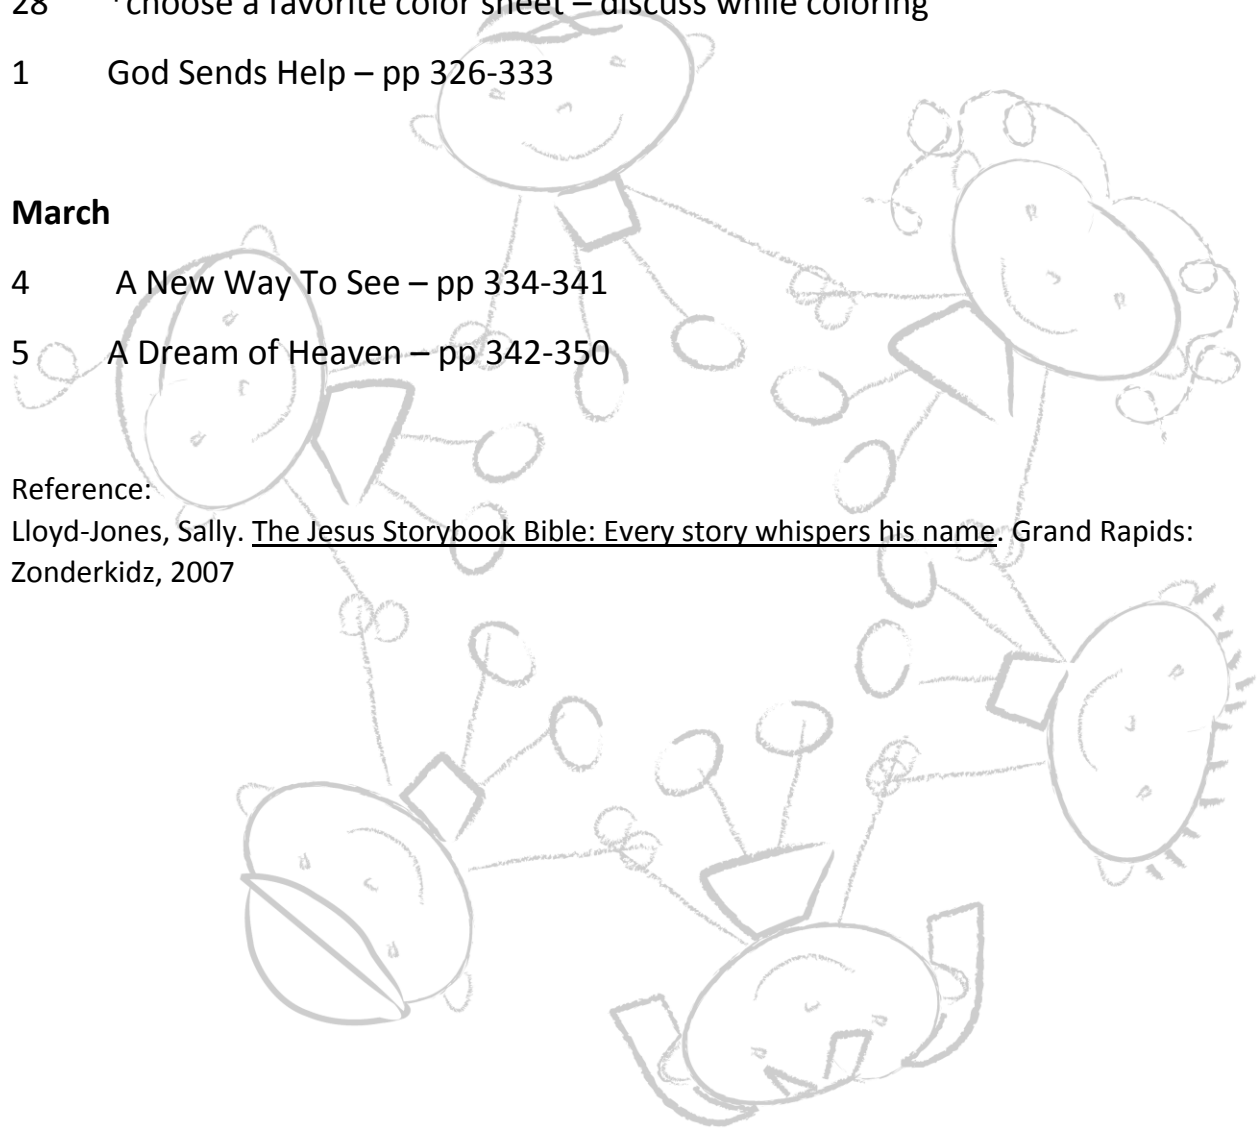 28 *choose a favorite color sheet – discuss while coloring
1 God Sends Help – pp 326-333
March
4 A New Way To See – pp 334-341
5 A Dream of Heaven – pp 342-350
Reference:
Lloyd-Jones, Sally. The Jesus Storybook Bible: Every story whispers his name. Grand Rapids:
Zonderkidz, 2007